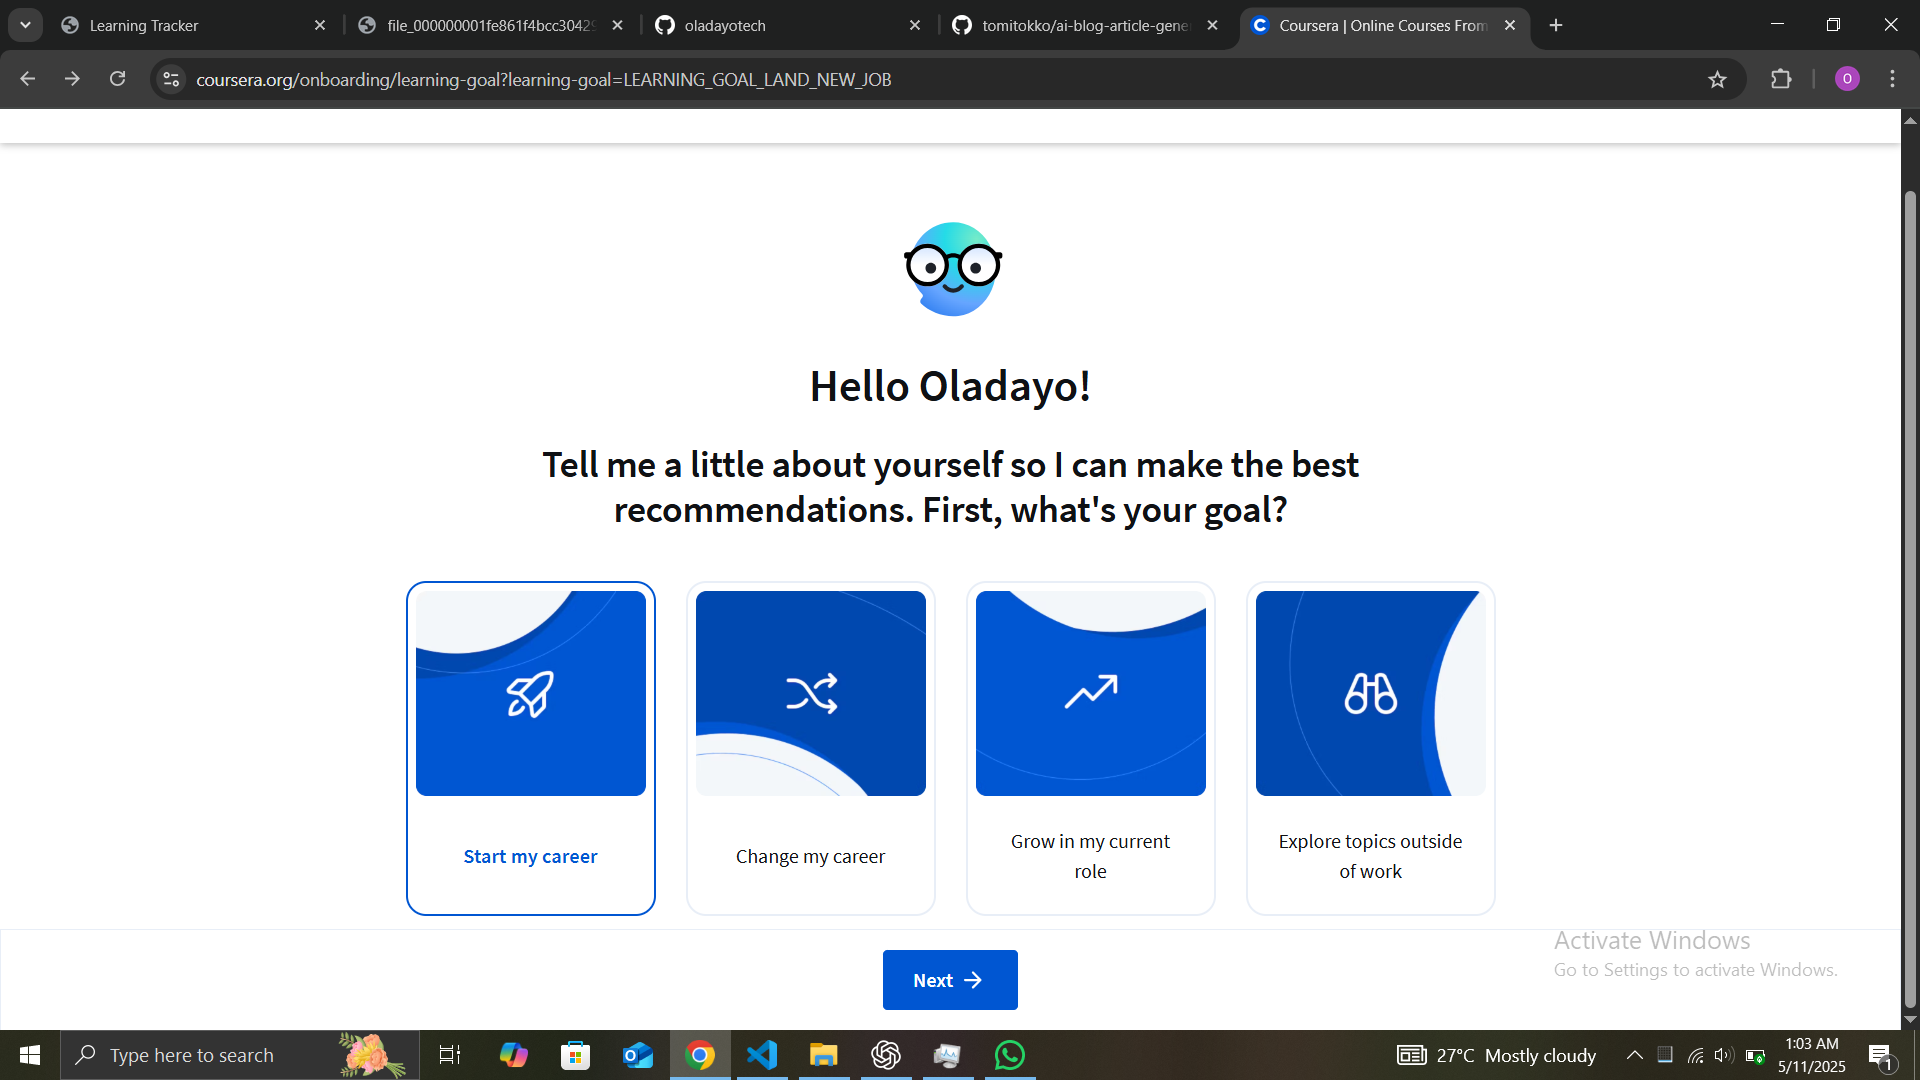 Learning Tracker
file_000000001fe861f4bcc30429
oladayotech
tomitokko/ai-blog-article-gene
Coursera | Online Courses From
coursera.org/onboarding/learning-goal?learning-goal=LEARNING_GOAL_LAND_NEW_JOB
O
Hello Oladayo!
Tell me a little about yourself so I can make the best
recommendations. First, what's your goal?
Start my career
Change my career
Grow in my current
role
Explore topics outside
of work
Activate Windows
Go to Settings to activate Windows.
Next
Type here to search
27°C Mostly cloudy
1:03 AM
5/11/2025
1